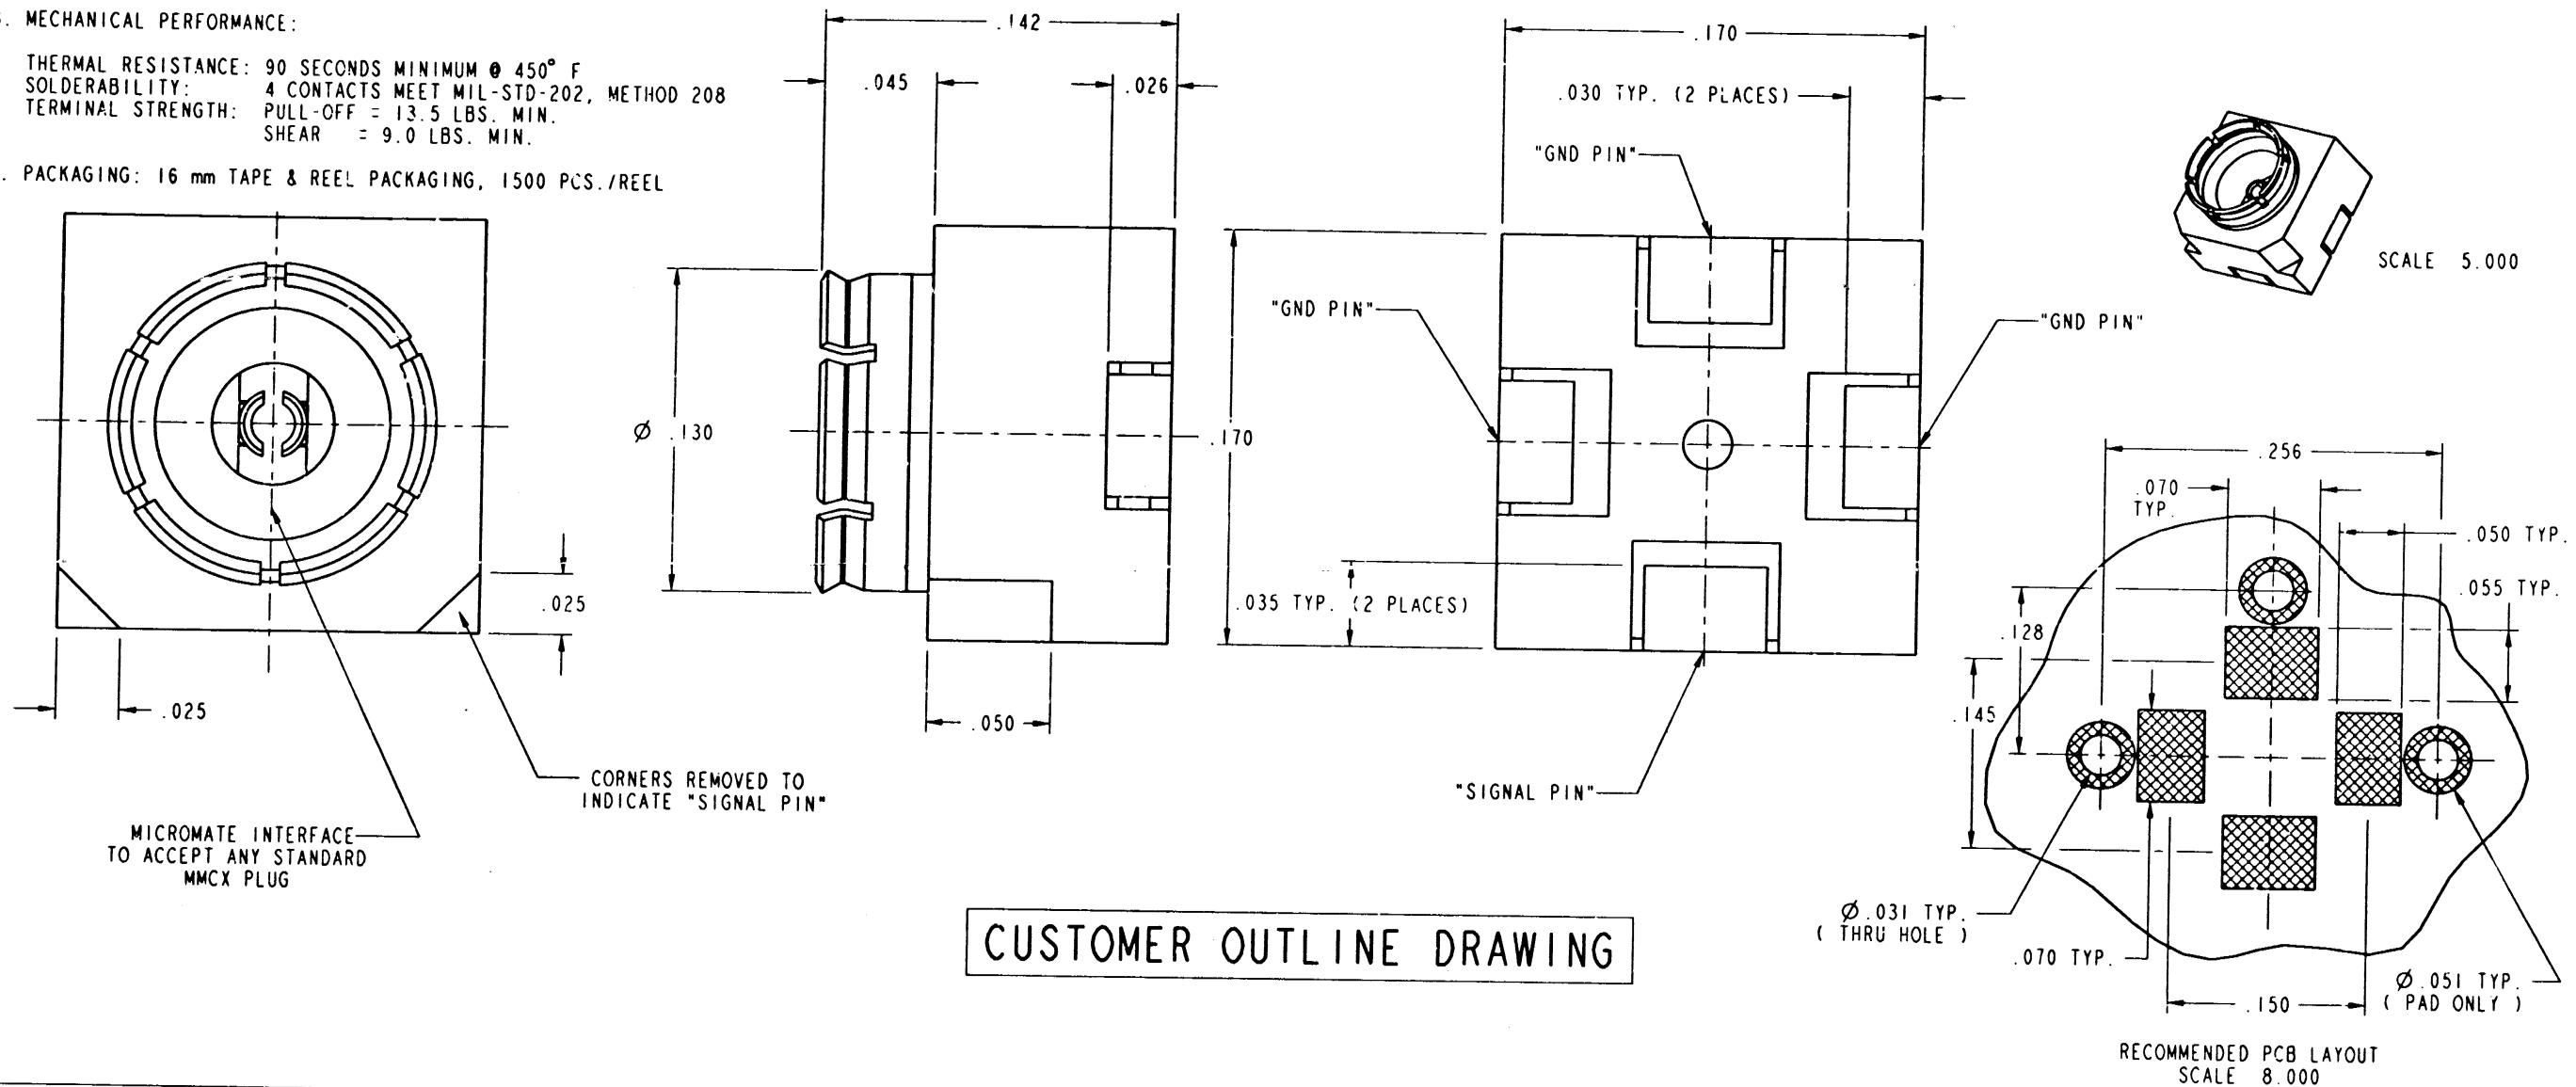 . MECHANICAL PERFORMANCE:
THERMAL RESISTANCE: 90 SECONDS MINIMUM @ 450° F
SOLDERABILITY: 4 CONTACTS MEET MIL-STD-202, METHOD 208
TERMINAL STRENGTH: PULL-OFF = 13.5 LBS. MIN.
SHEAR = 9.0 LBS. MIN.
. PACKAGING: 16 mm TAPE & REEL PACKAGING, 1500 PCS./REEL
.025
.025
CORNERS REMOVED TO
INDICATE "SIGNAL PIN"
MICROMATE INTERFACE
TO ACCEPT ANY STANDARD
MMCX PLUG
.142
.045
.026
Ø .130
.170
.050
.170
.030 TYP. (2 PLACES)
"GND PIN"
"GND PIN"
"GND PIN"
.035 TYP. (2 PLACES)
"SIGNAL PIN"
SCALE 5.000
.256
.070
TYP.
.050 TYP.
.055 TYP.
.128
.145
Ø.031 TYP.
( THRU HOLE )
.070 TYP.
.150
Ø.051 TYP.
( PAD ONLY )
RECOMMENDED PCB LAYOUT
SCALE 8.000
CUSTOMER OUTLINE DRAWING